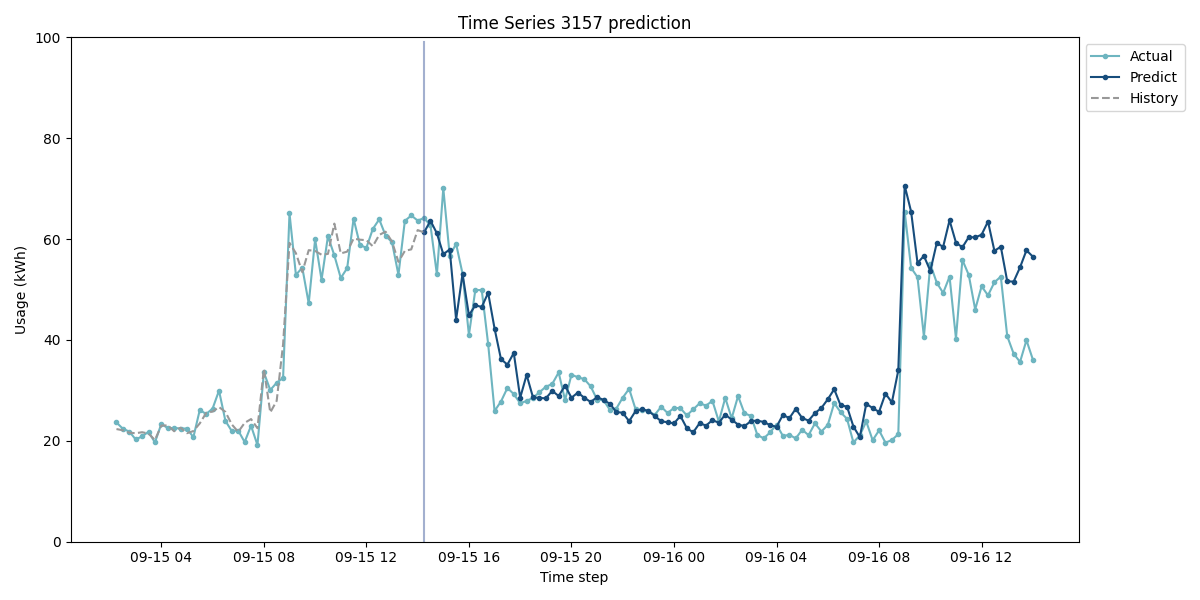 Time Series 3157 prediction
100
80
60
40
20
0
Usage (kWh)
09-15 04
09-15 08
09-15 12
09-15 16
09-15 20
09-16 00
09-16 04
09-16 08
09-16 12
Time step
Actual
Predict
History